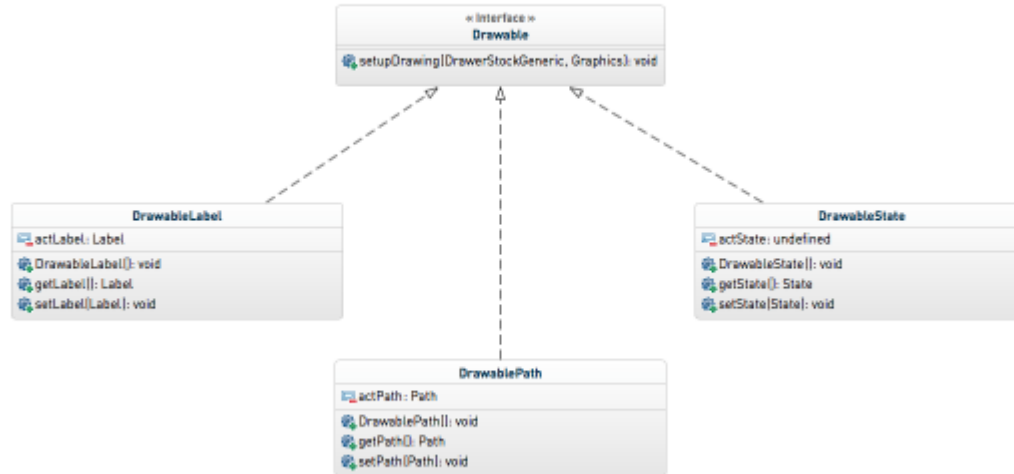 « Interface »
Drawable
setupDrawing(DrawerStockGeneric, Graphics): void
DrawableLabel
actLabel: Label
DrawableLabel(): void
getLabel(): Label
setLabel(Label): void
DrawableState
actState: undefined
DrawableState(): void
getState(): State
setState(State): void
DrawablePath
actPath: Path
DrawablePath(): void
getPath(): Path
setPath(Path): void